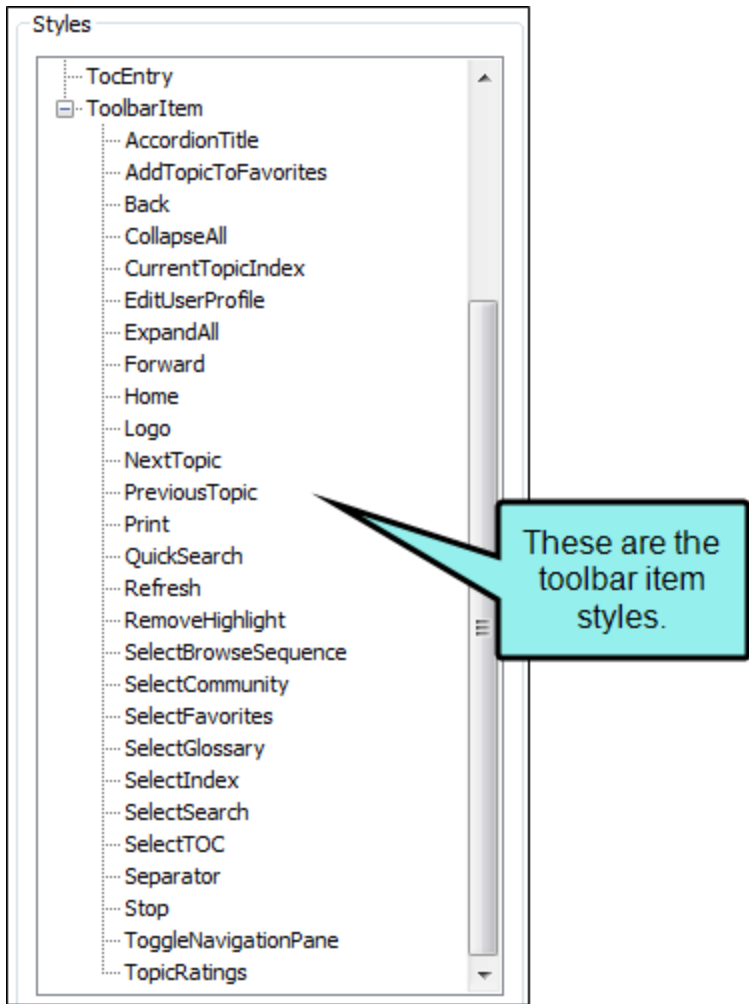 Styles
TocEntry
ToolbarItem
AccordionTitle
AddTopicToFavorites
Back
CollapseAll
CurrentTopicIndex
EditUserProfile
ExpandAll
Forward
Home
Logo
NextTopic
PreviousTopic
Print
QuickSearch
Refresh
RemoveHighlight
SelectBrowseSequence
SelectCommunity
SelectFavorites
SelectGlossary
SelectIndex
SelectSearch
SelectTOC
Separator
Stop
ToggleNavigationPane
TopicRatings
These are the
toolbar item
styles.